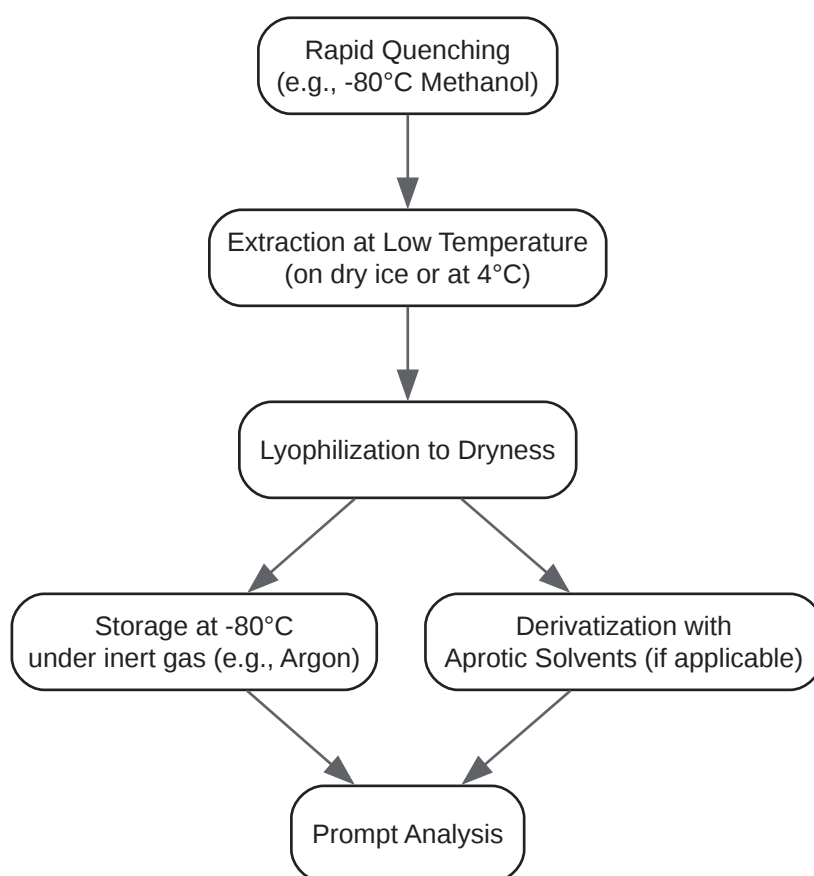 Rapid Quenching
(e.g., -80°C Methanol)
Extraction at Low Temperature
(on dry ice or at 4°C)
Lyophilization to Dryness
Storage at -80°C
under inert gas (e.g., Argon)
Derivatization with
Aprotic Solvents (if applicable)
Prompt Analysis